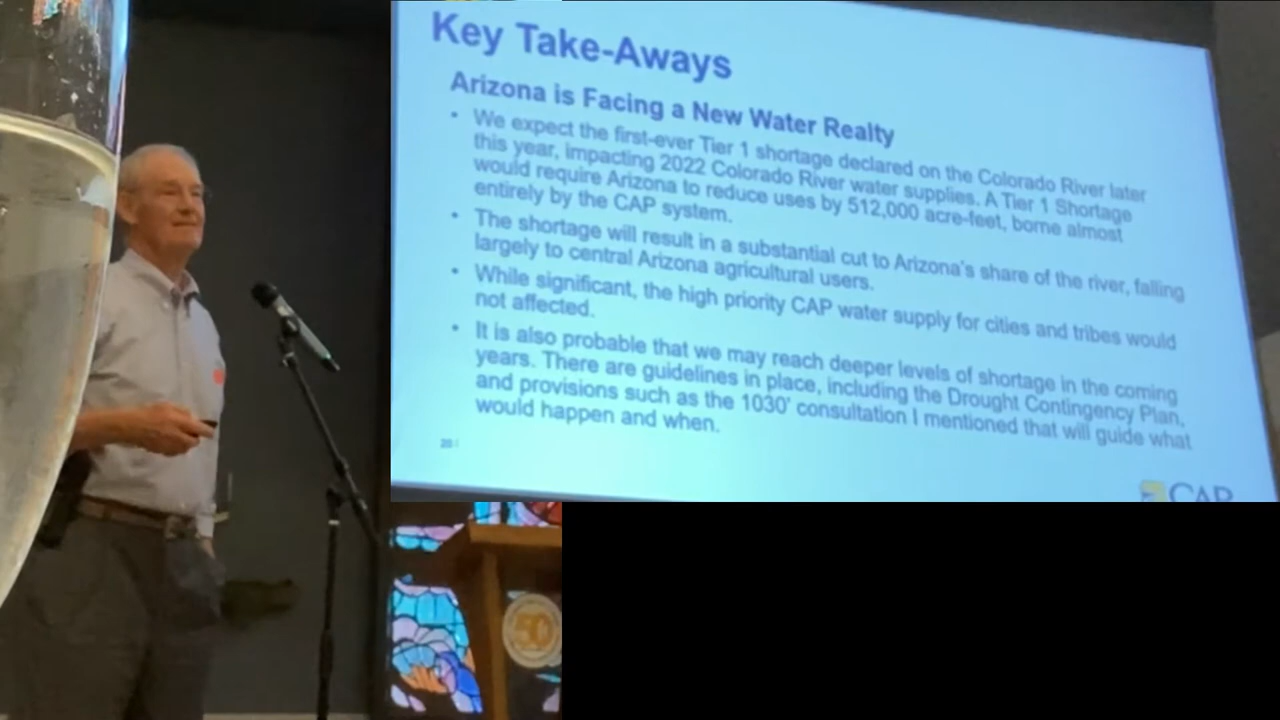 Key Take-Aways
Arizona is Facing a New Water Realty
• We expect the first-ever Tier 1 shortage declared on the Colorado River later
this year, impacting 2022 Colorado River water supplies. A Tier 1 Shortage
would require Arizona to reduce uses by 512,000 acre-feet, borne almost
entirely by the CAP system.
• The shortage will result in a substantial cut to Arizona's share of the river, falling
largely to central Arizona agricultural users.
• While significant, the high priority CAP water supply for cities and tribes would
not affected.
• It is also probable that we may reach deeper levels of shortage in the coming
years. There are guidelines in place, including the Drought Contingency Plan,
and provisions such as the 1030' consultation I mentioned that will guide what
would happen and when.
CAP
50